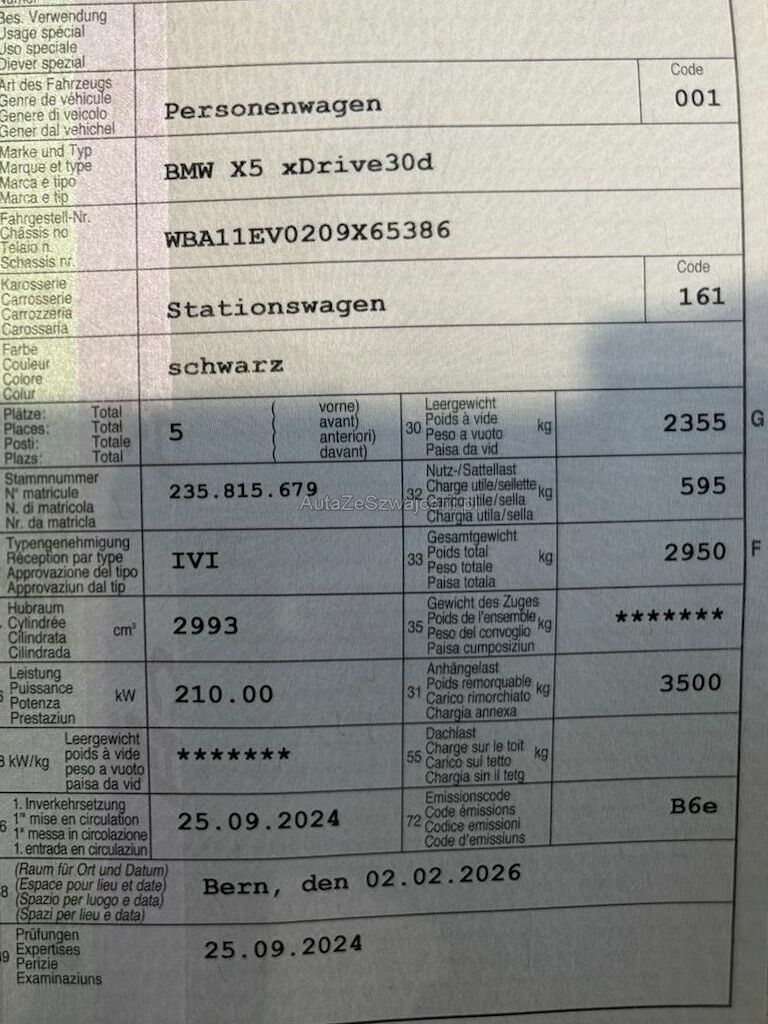 Bes. Verwendung
Usage spécial
Uso speciale
Diever spezial
Art des Fahrzeugs
Genre de véhicule
Genere di veicolo
Gener dal vehichel
Personenwagen
Code
001
Marke und Typ
Marque et type
Marca e tipo
Marca e tip
BMW X5 xDrive30d
Fahrgestell-Nr.
Châssis no
Telaio n.
Schassis nr.
WBA11EV0209X65386
Karosserie
Carrosserie
Carrozzeria
Carossaria
Stationswagen
Code
161
Farbe
Couleur
Colore
Colur
schwarz
Plätze: Total
Places: Total
Posti: Totale
Plazs: Total
5
( vorne)
( avant)
( anteriori)
( davant)
30 Leergewicht
Poids à vide
Peso a vuoto
Paisa da vid
kg
2355
G
Stammnummer
N° matricule
N. di matricola
Nr. da matricla
235.815.679
32 Nutz-/Sattellast
Charge utile/sellette
Carico utile/sella
Chargia utila/sella
kg
595
AutaZeSzwajcarii.pl
Typengenehmigung
Réception par type
Approvazione del tipo
Approvaziun dal tip
IVI
33 Gesamtgewicht
Poids total
Peso totale
Paisa totala
kg
2950
F
Hubraum
Cylindrée
Cilindrata
Cilindrada
cm³
2993
35 Gewicht des Zuges
Poids de l'ensemble
Peso del convoglio
Paisa cumposiziun
kg
*******
Leistung
Puissance
Potenza
Prestaziun
kW
210.00
31 Anhängelast
Poids remorquable
Carico rimorchiato
Chargia annexa
kg
3500
kW/kg
Leergewicht
poids à vide
peso a vuoto
paisa da vid
*******
55 Dachlast
Charge sur le toit
Carico sul tetto
Chargia sin il tetg
kg
6
1. Inverkehrsetzung
1re mise en circulation
1a messa in circolazione
1. entrada en circulaziun
25.09.2024
72 Emissionscode
Code émissions
Codice emissioni
Code d'emissiuns
B6e
8
(Raum für Ort und Datum)
(Espace pour lieu et date)
(Spazio per luogo e data)
(Spazi per lieu e data)
Bern, den 02.02.2026
9
Prüfungen
Expertises
Perizie
Examinaziuns
25.09.2024